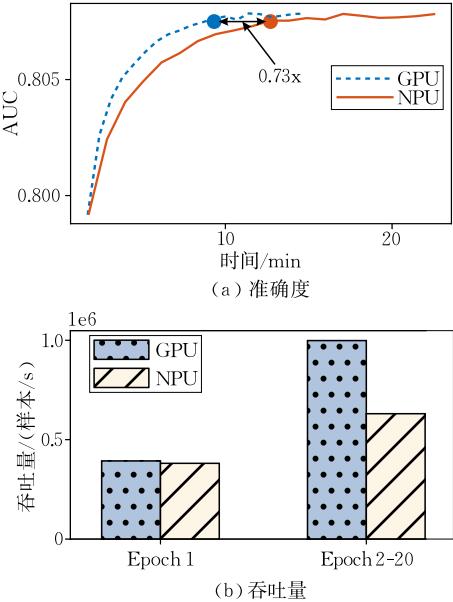 0.805
0.800
AUC
0.73x
GPU
NPU
10
20
时间/min
(a)准确度
1e6
1.0
0.5
0
吞吐量/(样本/s)
GPU
NPU
Epoch 1
Epoch 2-20
(b)吞吐量